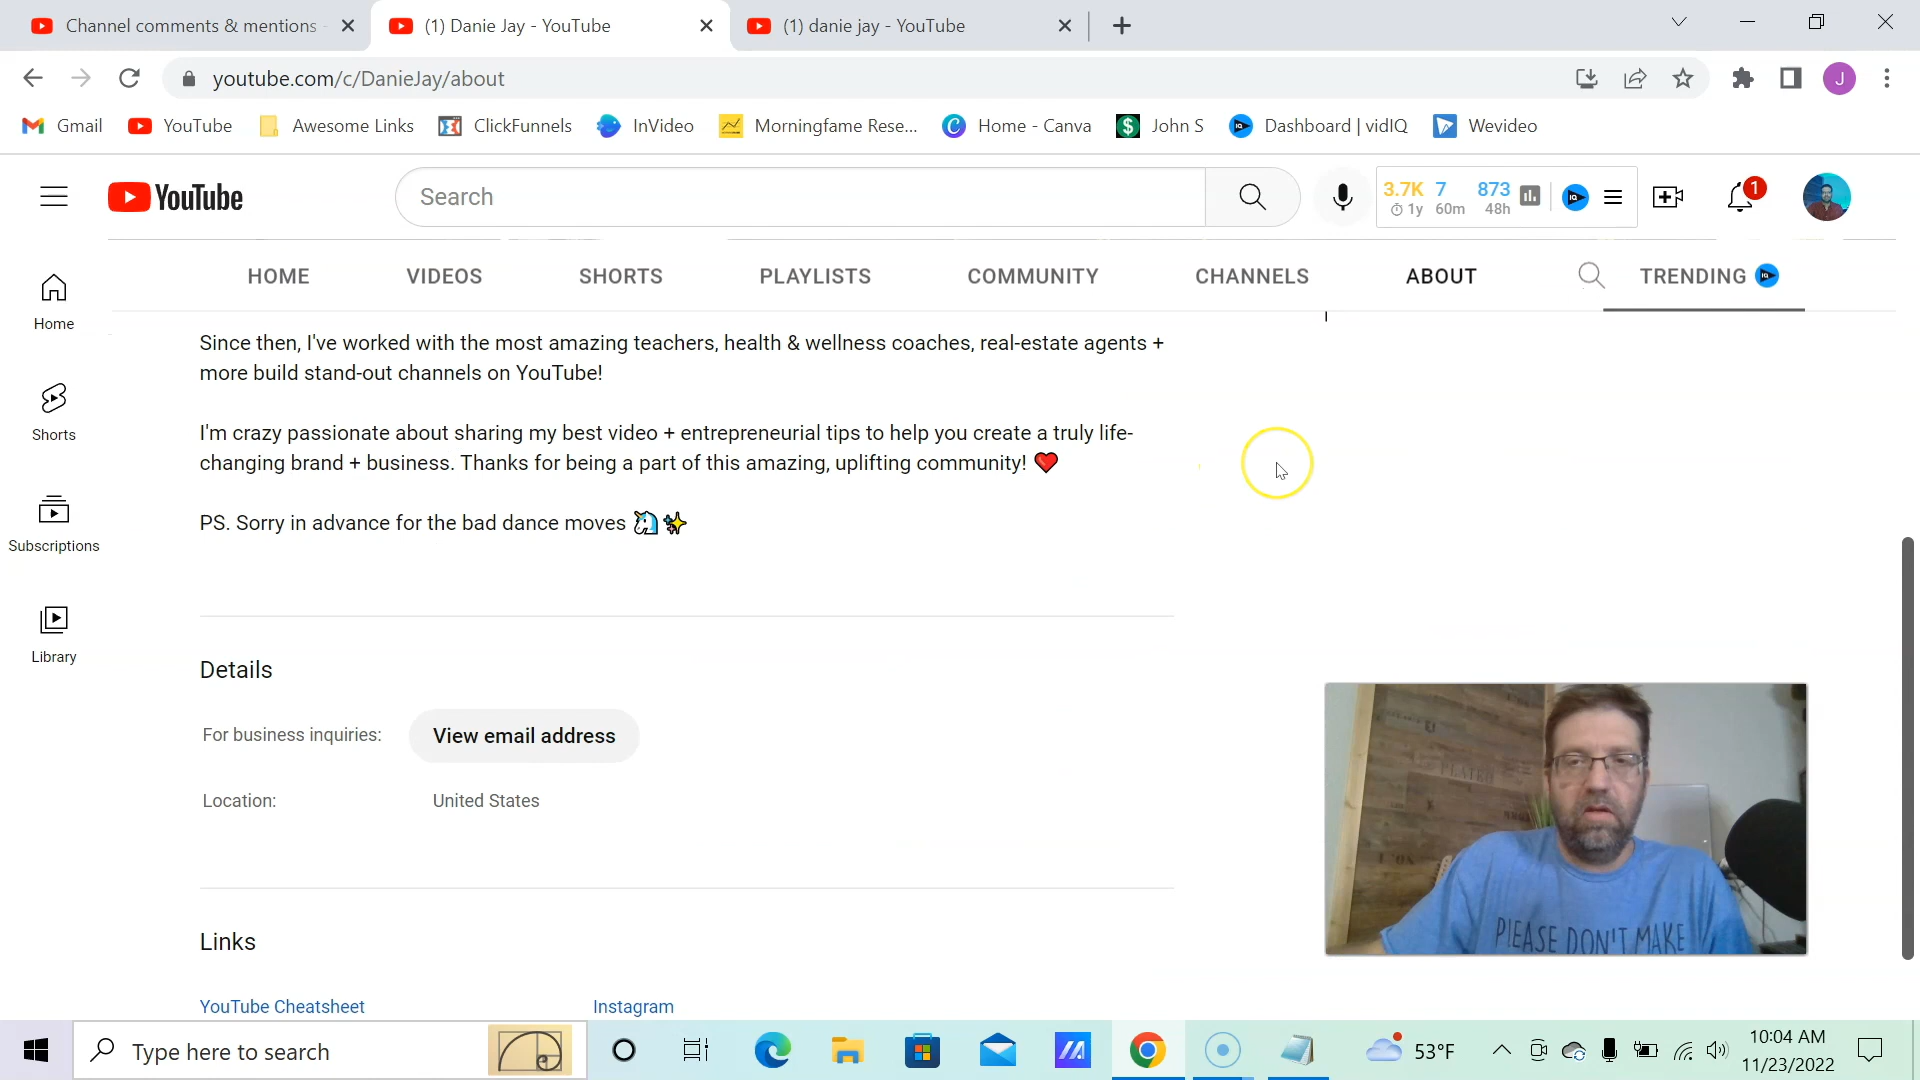 Channel comments & mentions -
(1) Danie Jay - YouTube
(1) danie jay - YouTube
youtube.com/c/DanieJay/about
J
Gmail
YouTube
Awesome Links
ClickFunnels
InVideo
Morningfame Rese...
Home - Canva
John S
Dashboard | vidIQ
Wevideo
YouTube
Search
3.7K 7 873
1y 60m 48h
1
HOME
VIDEOS
SHORTS
PLAYLISTS
COMMUNITY
CHANNELS
ABOUT
TRENDING
Home
Shorts
Subscriptions
Library
Since then, I've worked with the most amazing teachers, health & wellness coaches, real-estate agents +
more build stand-out channels on YouTube!
I'm crazy passionate about sharing my best video + entrepreneurial tips to help you create a truly life-
changing brand + business. Thanks for being a part of this amazing, uplifting community! ❤️
PS. Sorry in advance for the bad dance moves 🦄✨
Details
For business inquiries:
View email address
Location:
United States
PLEASE DON'T MAKE
Links
YouTube Cheatsheet
Instagram
Type here to search
53°F
10:04 AM
11/23/2022